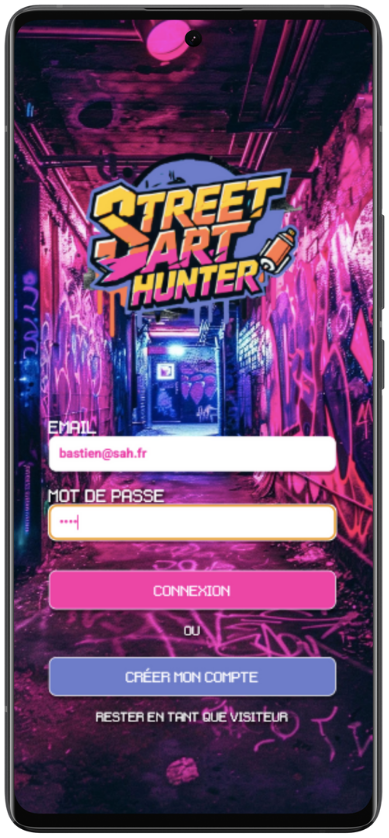 STREET
ART
HUNTER
EMAIL
bastien@sah.fr
MOT DE PASSE
••••
CONNEXION
OU
CRÉER MON COMPTE
RESTER EN TANT QUE VISITEUR